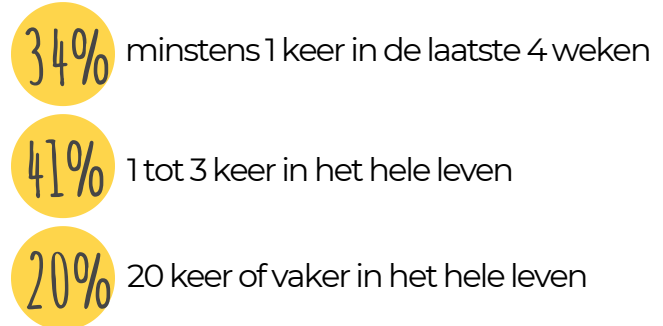 34% minstens 1 keer in de laatste 4 weken
41% 1 tot 3 keer in het hele leven
20% 20 keer of vaker in het hele leven